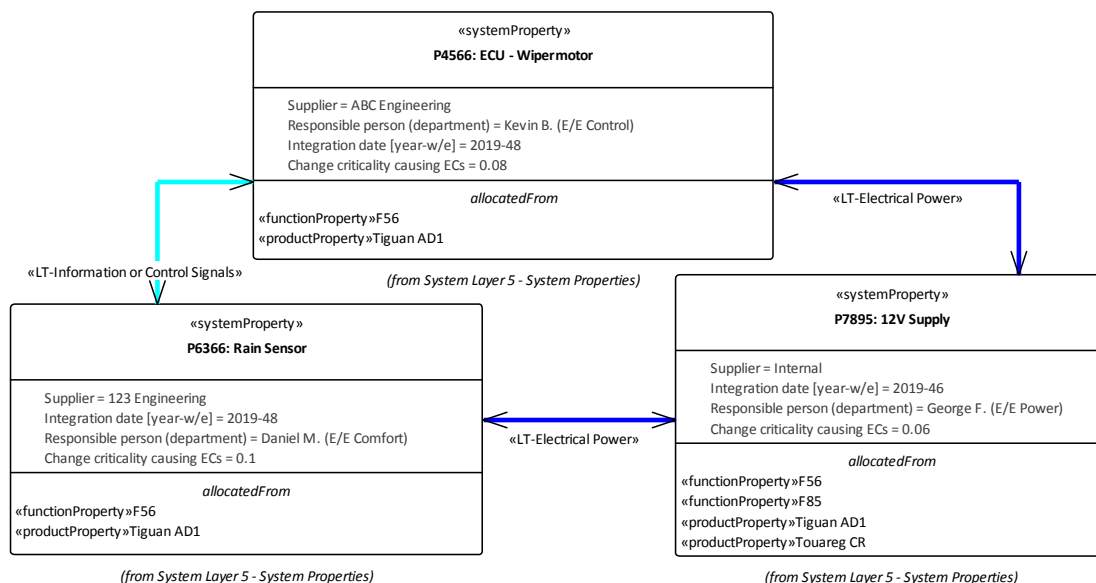 «systemProperty»
P4566: ECU - Wipermotor
Supplier = ABC Engineering
Responsible person (department) = Kevin B. (E/E Control)
Integration date [year-w/e] = 2019-48
Change criticality causing ECs = 0.08
allocatedFrom
«functionProperty»F56
«productProperty»Tiguan AD1
(from System Layer 5 - System Properties)
«LT-Electrical Power»
«LT-Information or Control Signals»
«systemProperty»
P6366: Rain Sensor
Supplier = 123 Engineering
Integration date [year-w/e] = 2019-48
Responsible person (department) = Daniel M. (E/E Comfort)
Change criticality causing ECs = 0.1
allocatedFrom
«functionProperty»F56
«productProperty»Tiguan AD1
(from System Layer 5 - System Properties)
«LT-Electrical Power»
«systemProperty»
P7895: 12V Supply
Supplier = Internal
Integration date [year-w/e] = 2019-46
Responsible person (department) = George F. (E/E Power)
Change criticality causing ECs = 0.06
allocatedFrom
«functionProperty»F56
«functionProperty»F85
«productProperty»Tiguan AD1
«productProperty»Touareg CR
(from System Layer 5 - System Properties)